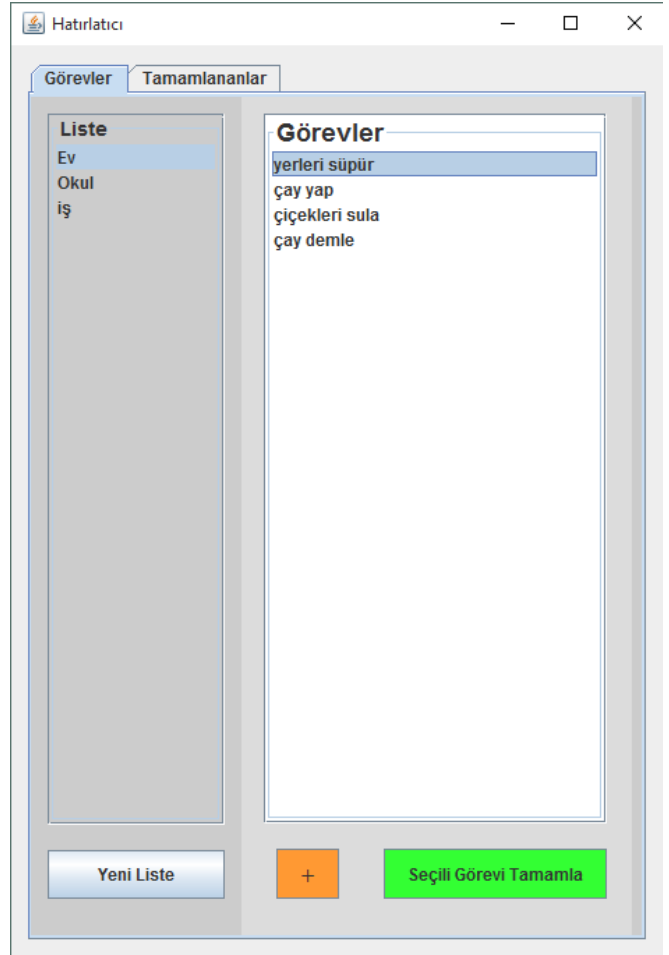 Hatırlatıcı
Görevler Tamamlananlar
Liste
Ev
Okul
iş
Görevler
yerleri süpür
çay yap
çiçekleri sula
çay demle
Yeni Liste
+
Seçili Görevi Tamamla